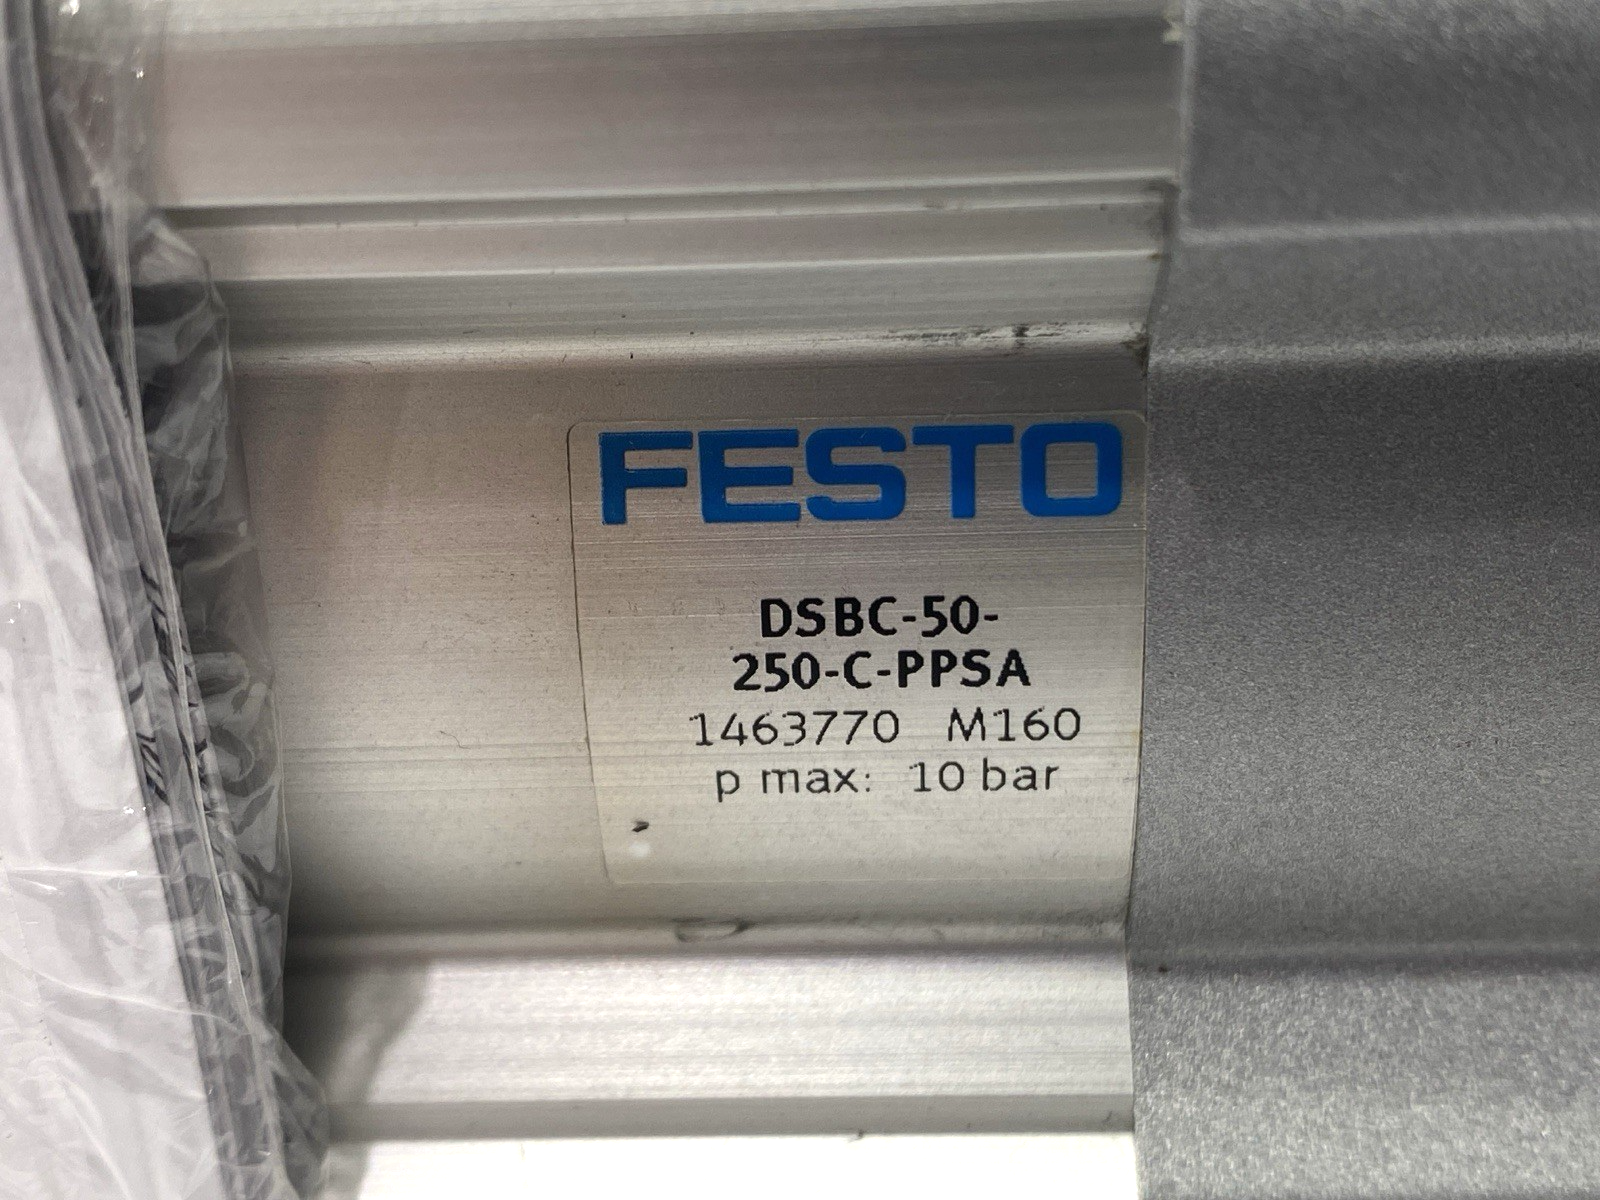 FESTO
DSBC-50-
250-C-PPSA
1463770 M160
p max: 10 bar